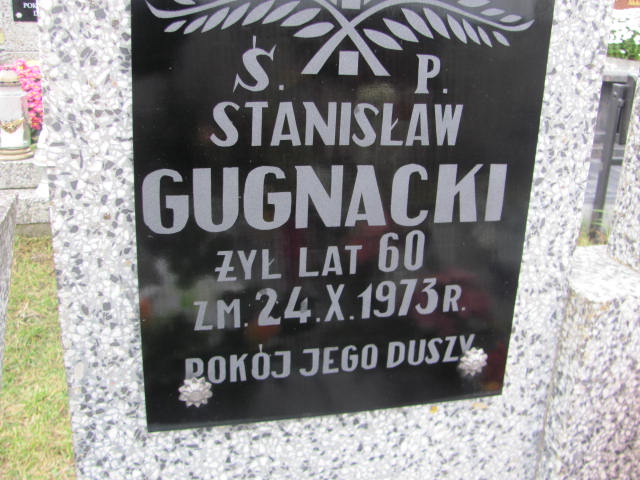 Ś. P.
STANISŁAW
GUGNACKI
ŻYŁ LAT 60
ZM. 24. X. 1973 R.
POKÓJ JEGO DUSZY